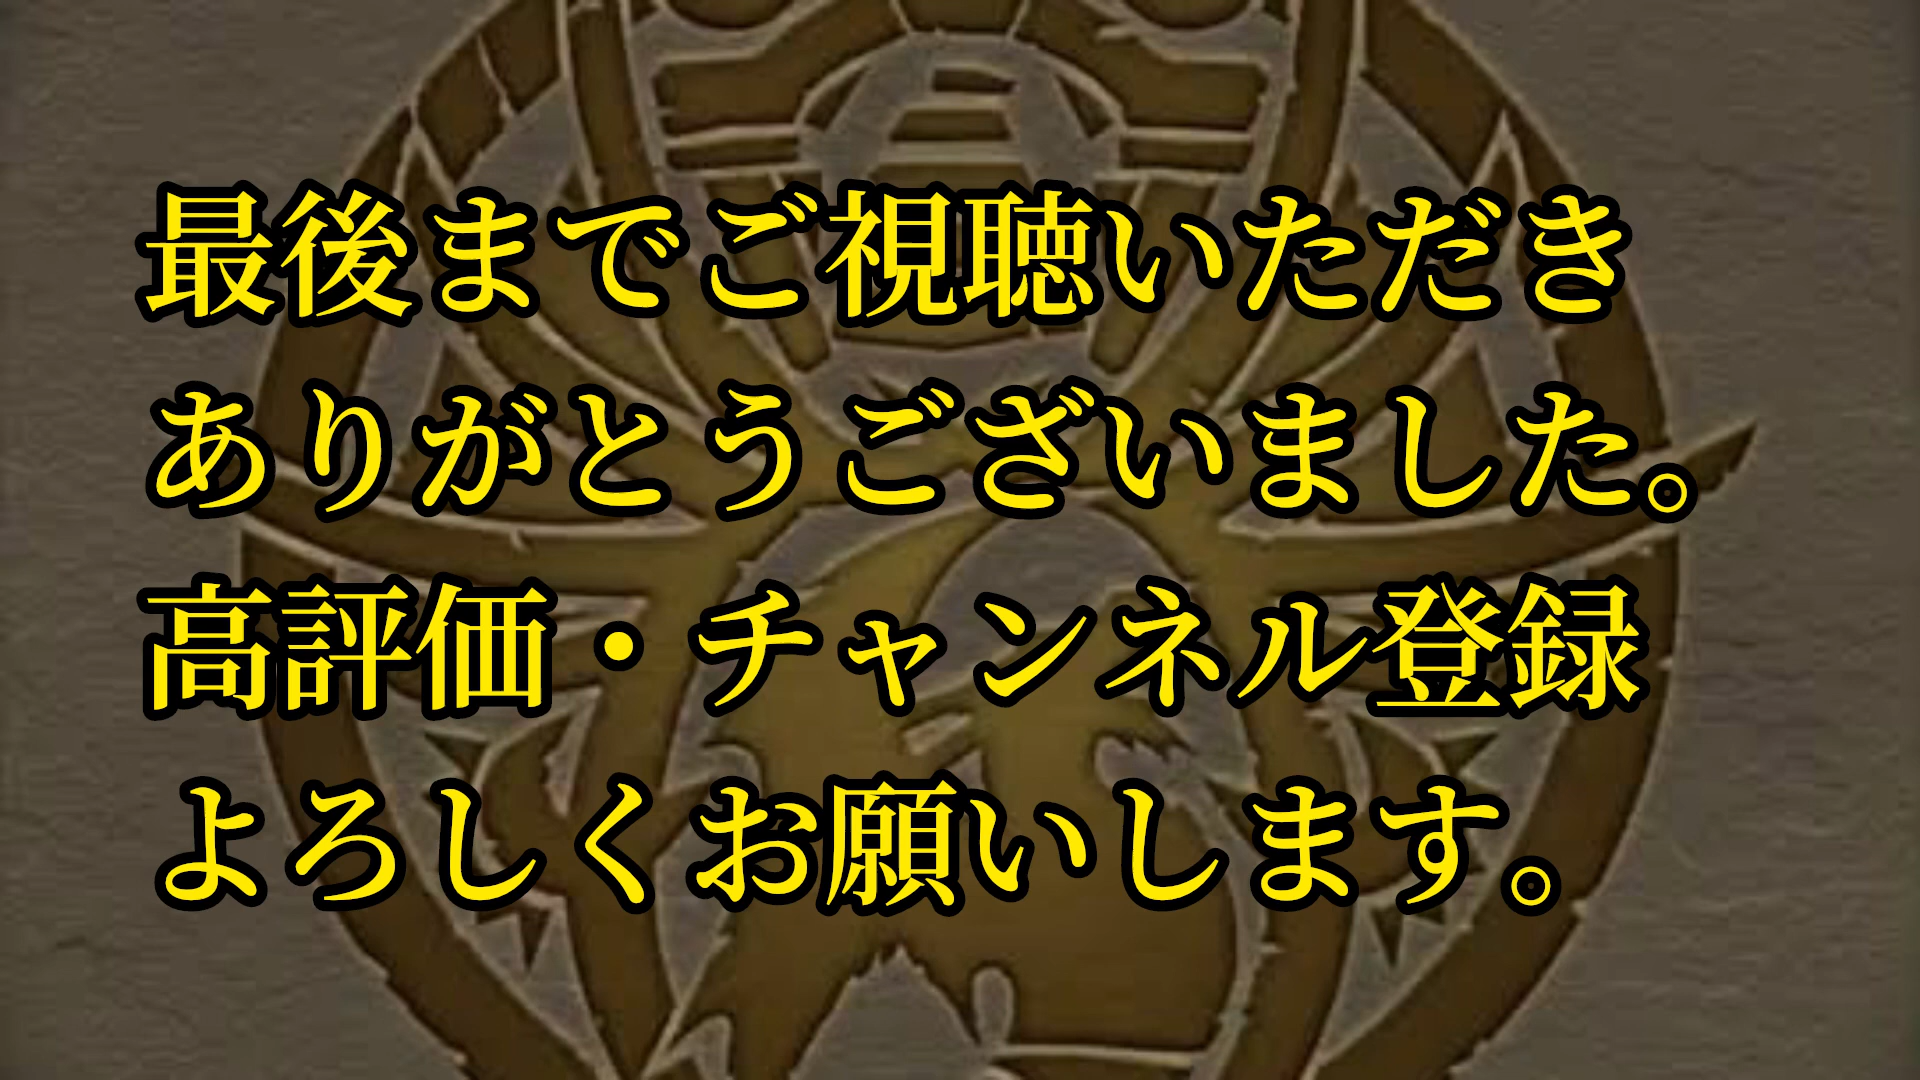 最後までご視聴いただき
ありがとうございました。
高評価・チャンネル登録
よろしくお願いします。